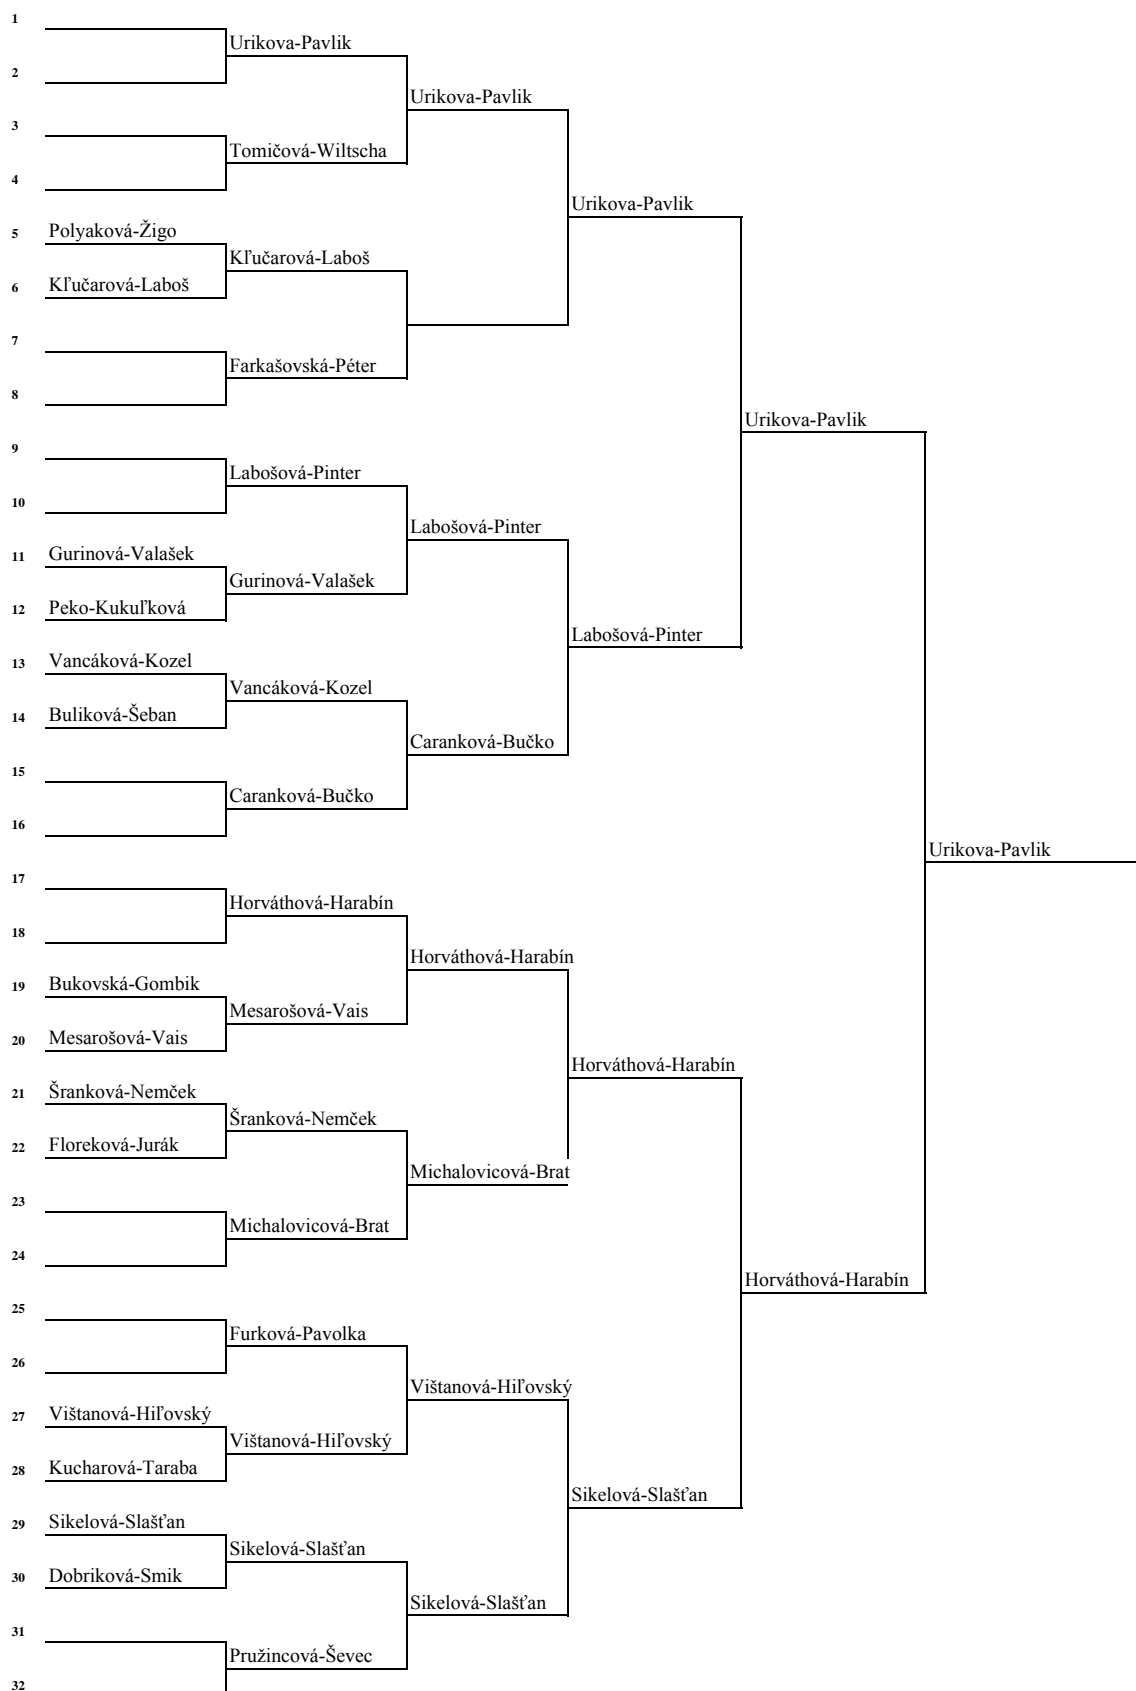 1
Urikova-Pavlik
2
Urikova-Pavlik
3
Tomičová-Wiltscha
4
Urikova-Pavlik
5 Polyaková-Žigo
Kľučarová-Laboš
6 Kľučarová-Laboš
7
Farkašovská-Péter
8
Urikova-Pavlik
9
Labošová-Pinter
10
Labošová-Pinter
11 Gurinová-Valašek
Gurinová-Valašek
12 Peko-Kukuľková
Labošová-Pinter
13 Vancáková-Kozel
Vancáková-Kozel
14 Buliková-Šeban
Caranková-Bučko
15
Caranková-Bučko
16
Urikova-Pavlik
17
Horváthová-Harabín
18
Horváthová-Harabín
19 Bukovská-Gombik
Mesarošová-Vais
20 Mesarošová-Vais
Horváthová-Harabín
21 Šranková-Nemček
Šranková-Nemček
22 Floreková-Jurák
Michalovicová-Brat
23
Michalovicová-Brat
24
Horváthová-Harabín
25
Furková-Pavolka
26
Vištanová-Hiľovský
27 Vištanová-Hiľovský
Vištanová-Hiľovský
28 Kucharová-Taraba
Sikelová-Slašťan
29 Sikelová-Slašťan
Sikelová-Slašťan
30 Dobriková-Smik
Sikelová-Slašťan
31
Pružincová-Ševec
32